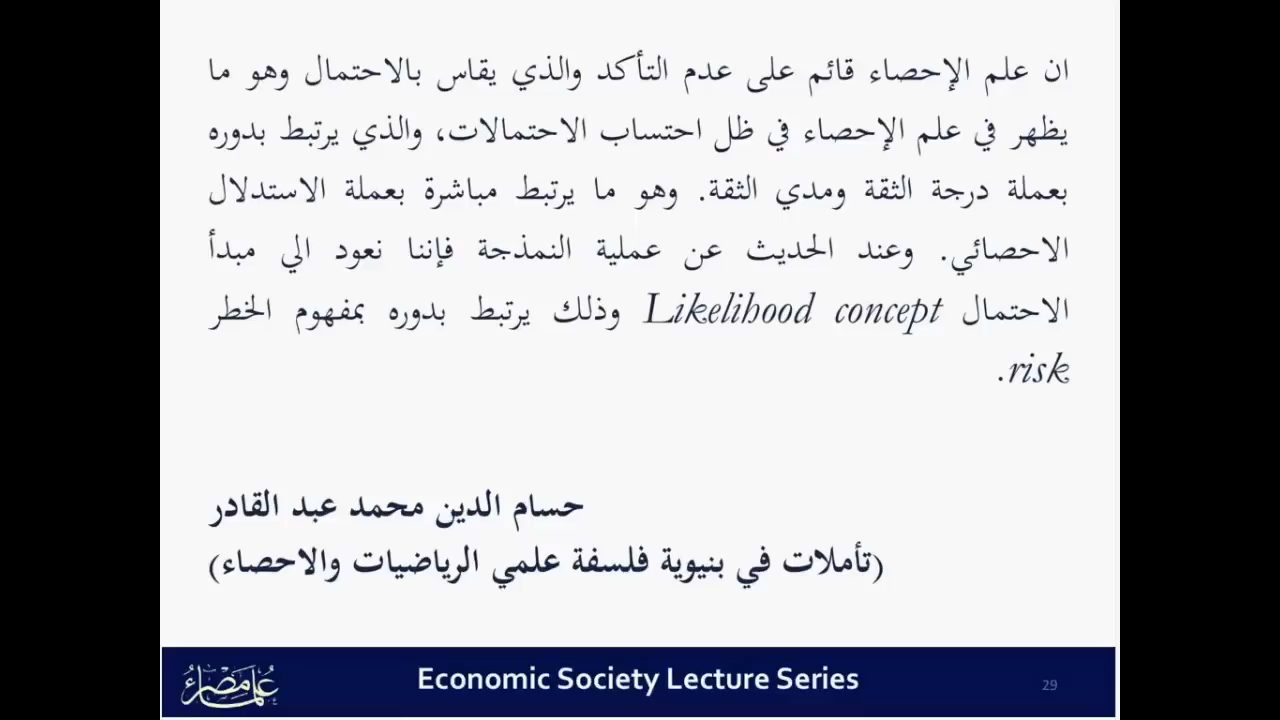 ان علم الإحصاء قائم على عدم التأكد والذي يقاس بالاحتمال وهو ما
يظهر في علم الإحصاء في ظل احتساب الاحتمالات، والذي يرتبط بدوره
بعملة درجة الثقة ومدي الثقة. وهو ما يرتبط مباشرة بعملة الاستدلال
الاحصائي. وعند الحديث عن عملية النمذجة فإننا نعود الي مبدأ
الاحتمال Likelihood concept وذلك يرتبط بدوره بمفهوم الخطر
risk.
حسام الدين محمد عبد القادر
(تأملات في بنيوية فلسفة علمي الرياضيات والاحصاء)
علماء مصر
Economic Society Lecture Series
29